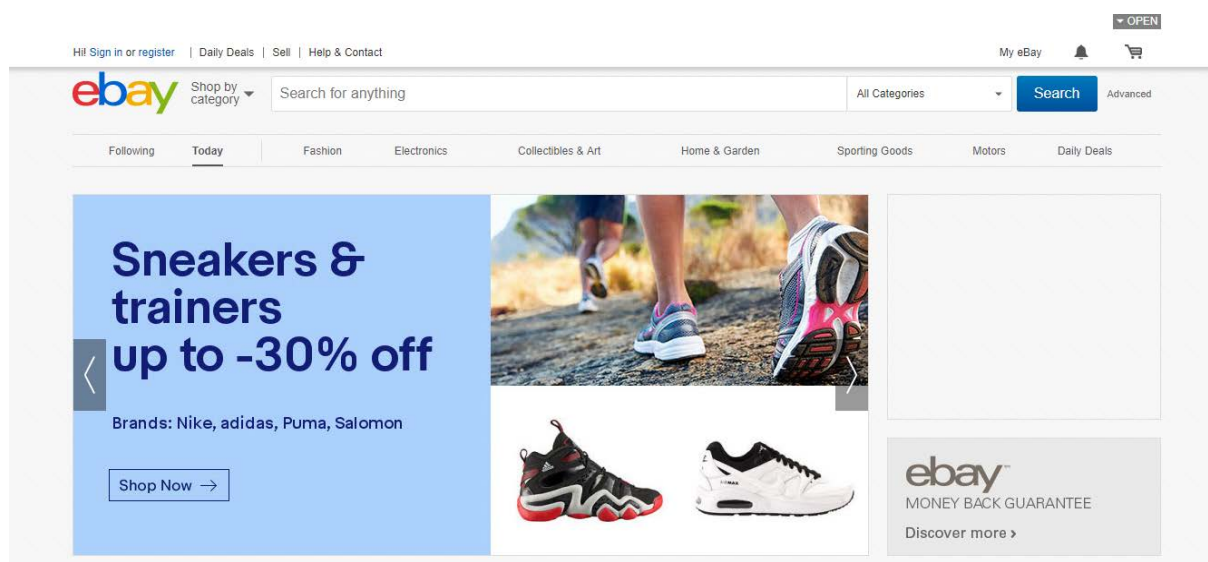 OPEN
Hi! Sign in or register | Daily Deals | Sell | Help & Contact My eBay
ebay Shop by category Search for anything All Categories Search Advanced
Following Today Fashion Electronics Collectibles & Art Home & Garden Sporting Goods Motors Daily Deals
Sneakers &
trainers
up to -30% off
Brands: Nike, adidas, Puma, Salomon
Shop Now →
ebay™
MONEY BACK GUARANTEE
Discover more ›